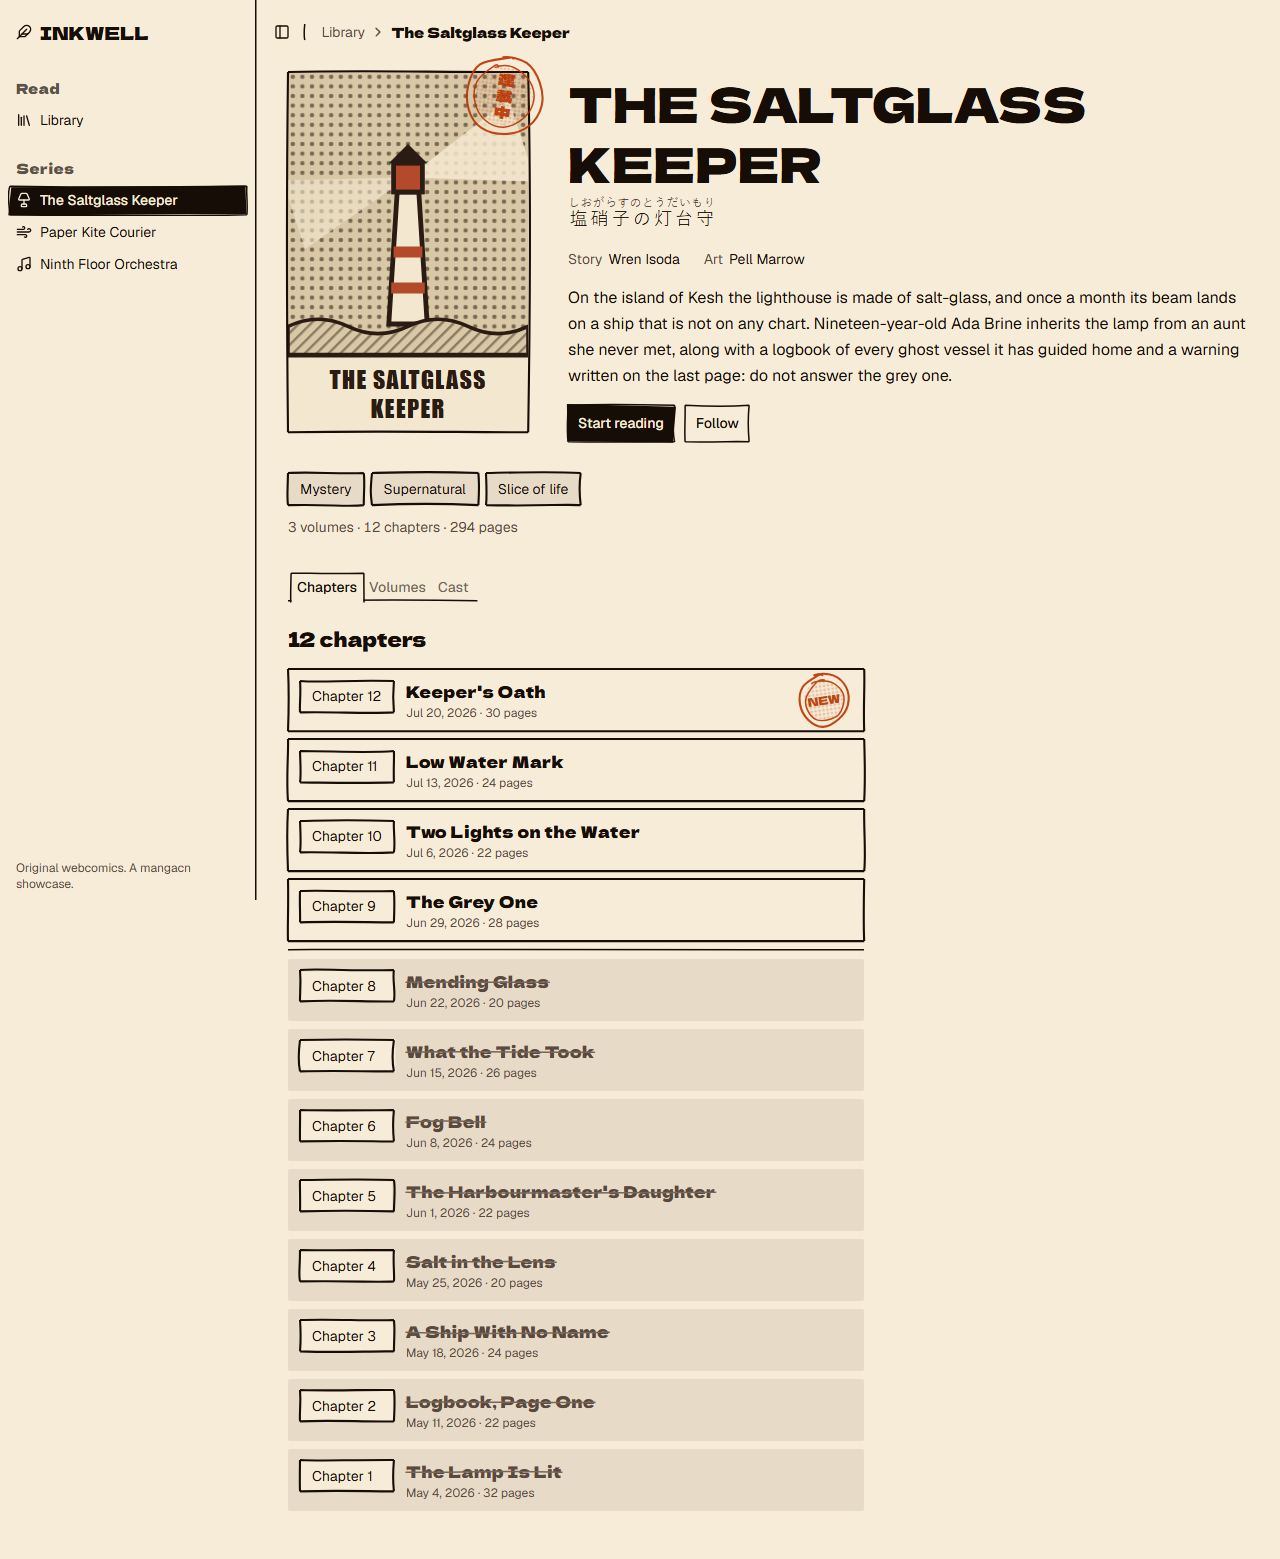 INKWELL
Read
Library
Series
The Saltglass Keeper
Paper Kite Courier
Ninth Floor Orchestra
Original webcomics. A mangacn
showcase.
Library > The Saltglass Keeper
連載中
THE SALTGLASS
KEEPER
THE SALTGLASS
KEEPER
しおがらすのとうだいもり
塩硝子の灯台守
Story Wren Isoda Art Pell Marrow
On the island of Kesh the lighthouse is made of salt-glass, and once a month its beam lands
on a ship that is not on any chart. Nineteen-year-old Ada Brine inherits the lamp from an aunt
she never met, along with a logbook of every ghost vessel it has guided home and a warning
written on the last page: do not answer the grey one.
Start reading Follow
Mystery Supernatural Slice of life
3 volumes · 12 chapters · 294 pages
Chapters Volumes Cast
12 chapters
Chapter 12 Keeper's Oath
Jul 20, 2026 · 30 pages
NEW
Chapter 11 Low Water Mark
Jul 13, 2026 · 24 pages
Chapter 10 Two Lights on the Water
Jul 6, 2026 · 22 pages
Chapter 9 The Grey One
Jun 29, 2026 · 28 pages
Chapter 8 Mending Glass
Jun 22, 2026 · 20 pages
Chapter 7 What the Tide Took
Jun 15, 2026 · 26 pages
Chapter 6 Fog Bell
Jun 8, 2026 · 24 pages
Chapter 5 The Harbourmaster's Daughter
Jun 1, 2026 · 22 pages
Chapter 4 Salt in the Lens
May 25, 2026 · 20 pages
Chapter 3 A Ship With No Name
May 18, 2026 · 24 pages
Chapter 2 Logbook, Page One
May 11, 2026 · 22 pages
Chapter 1 The Lamp Is Lit
May 4, 2026 · 32 pages